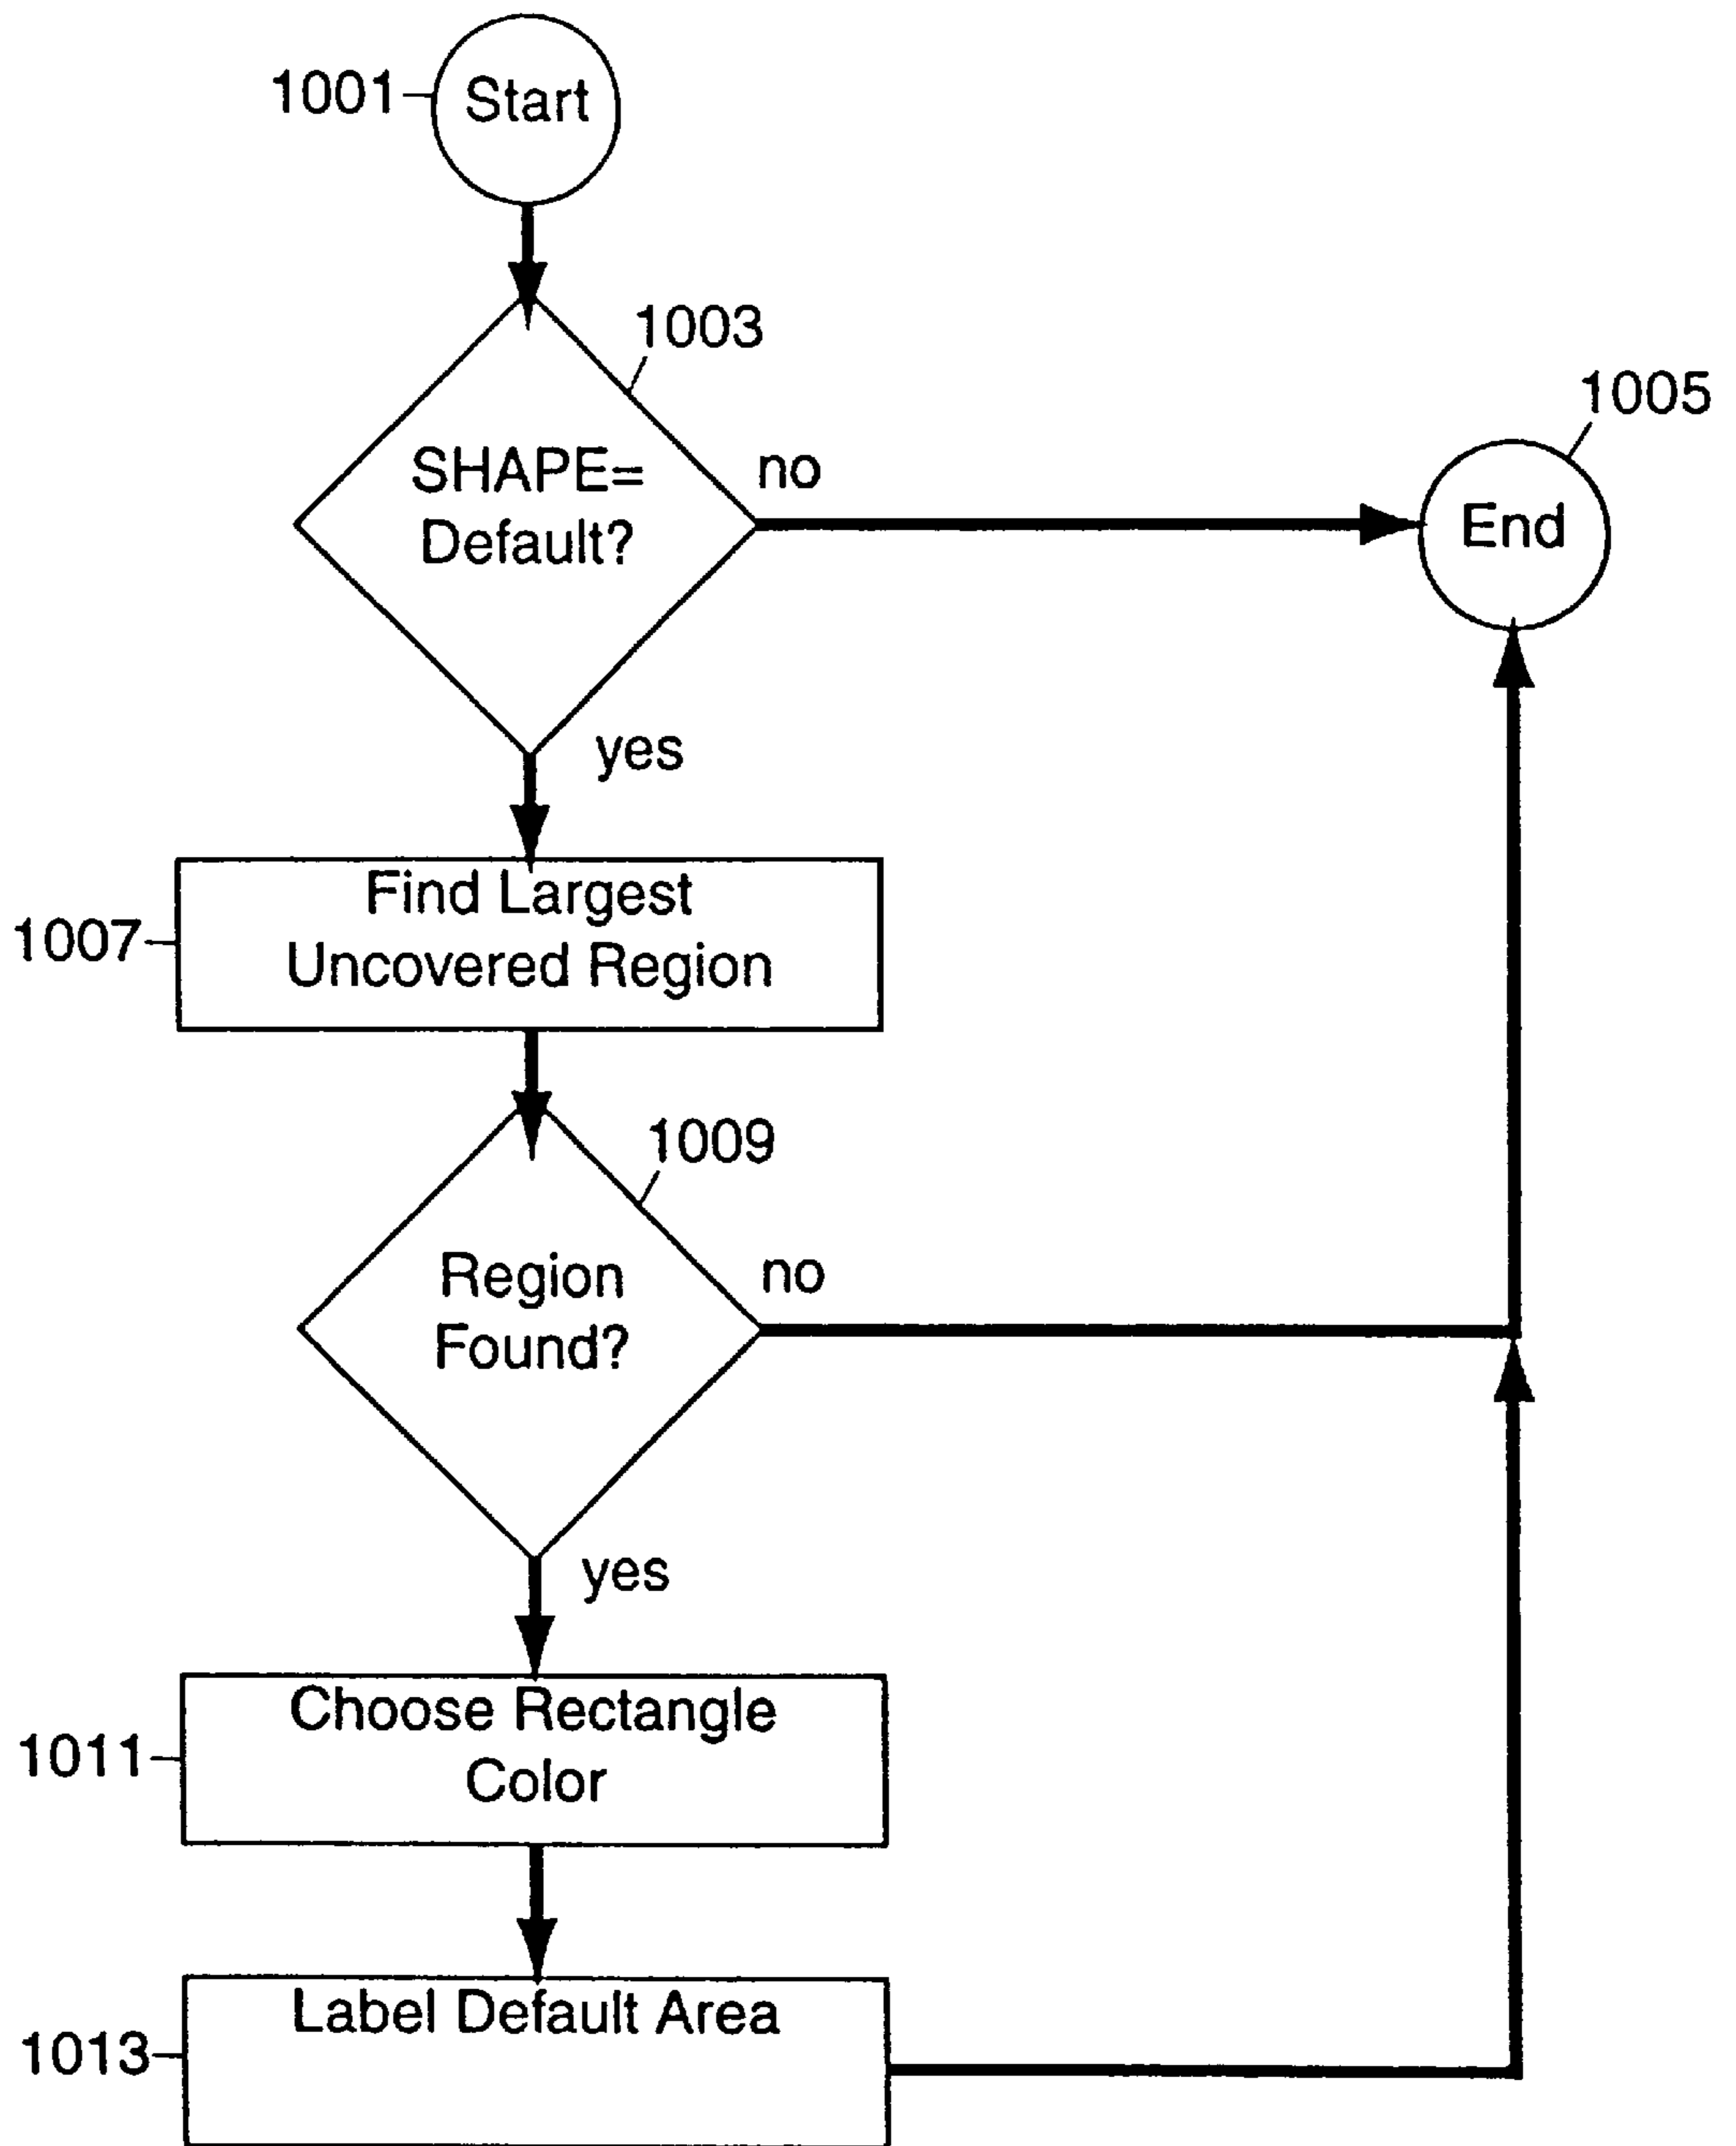 1001
Start
1003
SHAPE=
Default?
no
1005
End
yes
1007
Find Largest
Uncovered Region
1009
Region
Found?
no
yes
1011
Choose Rectangle
Color
1013
Label Default Area